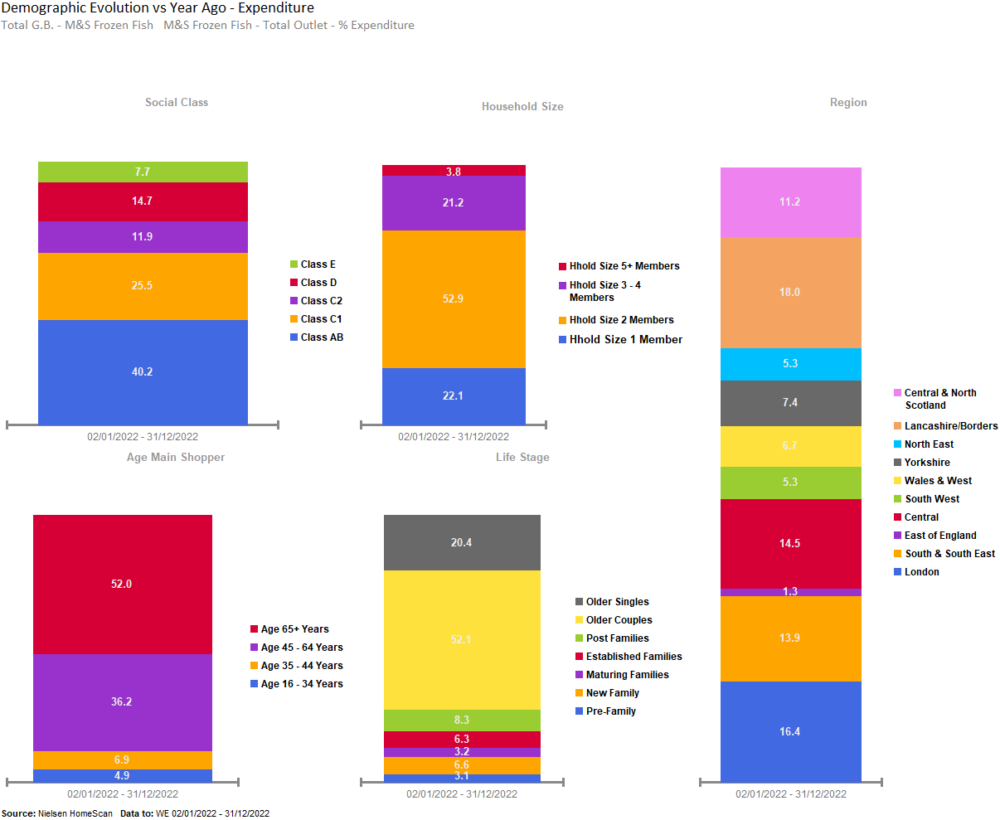 Demographic Evolution vs Year Ago - Expenditure
Total G.B. - M&S Frozen Fish   M&S Frozen Fish - Total Outlet - % Expenditure
Social Class
7.7
14.7
11.9
25.5
40.2
Class E
Class D
Class C2
Class C1
Class AB
02/01/2022 - 31/12/2022
Household Size
3.8
21.2
52.9
22.1
Hhold Size 5+ Members
Hhold Size 3 - 4
Members
Hhold Size 2 Members
Hhold Size 1 Member
02/01/2022 - 31/12/2022
Region
11.2
18.0
5.3
7.4
6.7
5.3
14.5
1.3
13.9
16.4
Central & North
Scotland
Lancashire/Borders
North East
Yorkshire
Wales & West
South West
Central
East of England
South & South East
London
02/01/2022 - 31/12/2022
Age Main Shopper
52.0
36.2
6.9
4.9
Age 65+ Years
Age 45 - 64 Years
Age 35 - 44 Years
Age 16 - 34 Years
02/01/2022 - 31/12/2022
Life Stage
20.4
52.1
8.3
6.3
3.2
6.6
3.1
Older Singles
Older Couples
Post Families
Established Families
Maturing Families
New Family
Pre-Family
02/01/2022 - 31/12/2022
Source: Nielsen HomeScan   Data to: WE 02/01/2022 - 31/12/2022